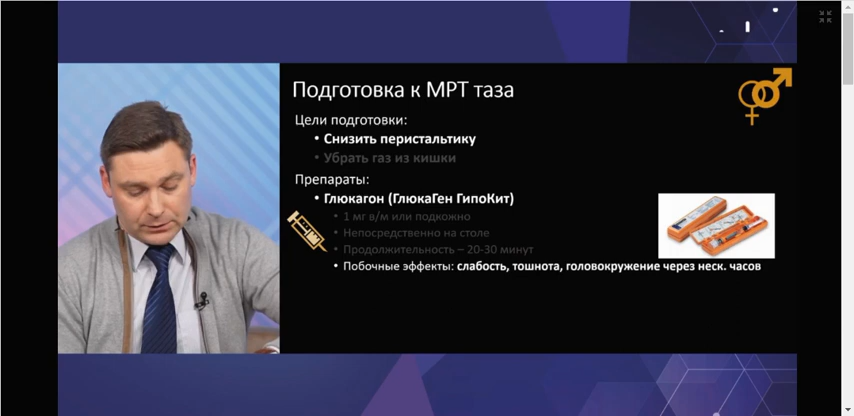 Подготовка к МРТ таза
Цели подготовки:
• Снизить перистальтику
• Убрать газ из кишки
Препараты:
• Глюкагон (ГлюкаГен ГипоКит)
• 1 мг в/м или подкожно
• Непосредственно на столе
• Продолжительность – 20-30 минут
• Побочные эффекты: слабость, тошнота, головокружение через неск. часов